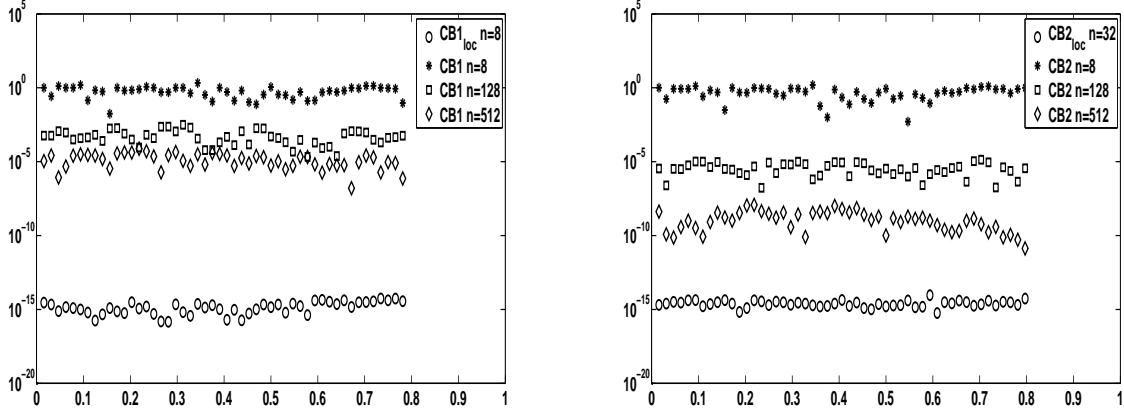 10^5
10^0
10^-5
10^-10
10^-15
10^-20
0 0.1 0.2 0.3 0.4 0.5 0.6 0.7 0.8 0.9 1
CB1_loc n=8
CB1 n=8
CB1 n=128
CB1 n=512
10^5
10^0
10^-5
10^-10
10^-15
10^-20
0 0.1 0.2 0.3 0.4 0.5 0.6 0.7 0.8 0.9 1
CB2_loc n=32
CB2 n=8
CB2 n=128
CB2 n=512